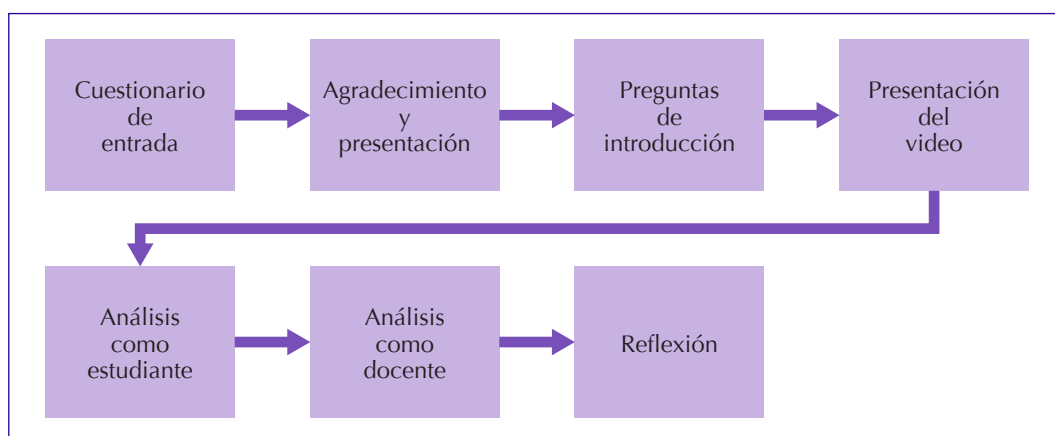 Cuestionario
de
entrada
Agradecimiento
y
presentación
Preguntas
de
introducción
Presentación
del
video
Análisis
como
estudiante
Análisis
como
docente
Reflexión